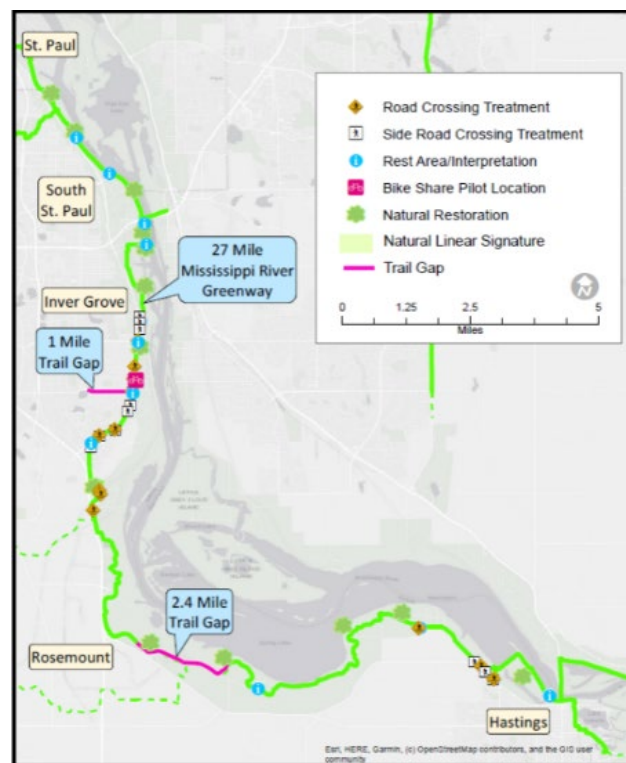 St. Paul
Road Crossing Treatment
Side Road Crossing Treatment
Rest Area/Interpretation
Bike Share Pilot Location
Natural Restoration
Natural Linear Signature
Trail Gap
0 1.25 2.5 5
Miles
South
St. Paul
27 Mile
Mississippi River
Greenway
Inver Grove
1 Mile
Trail Gap
2.4 Mile
Trail Gap
Rosemount
Hastings
Esri, HERE, Garmin, (c) OpenStreetMap contributors, and the GIS user
community